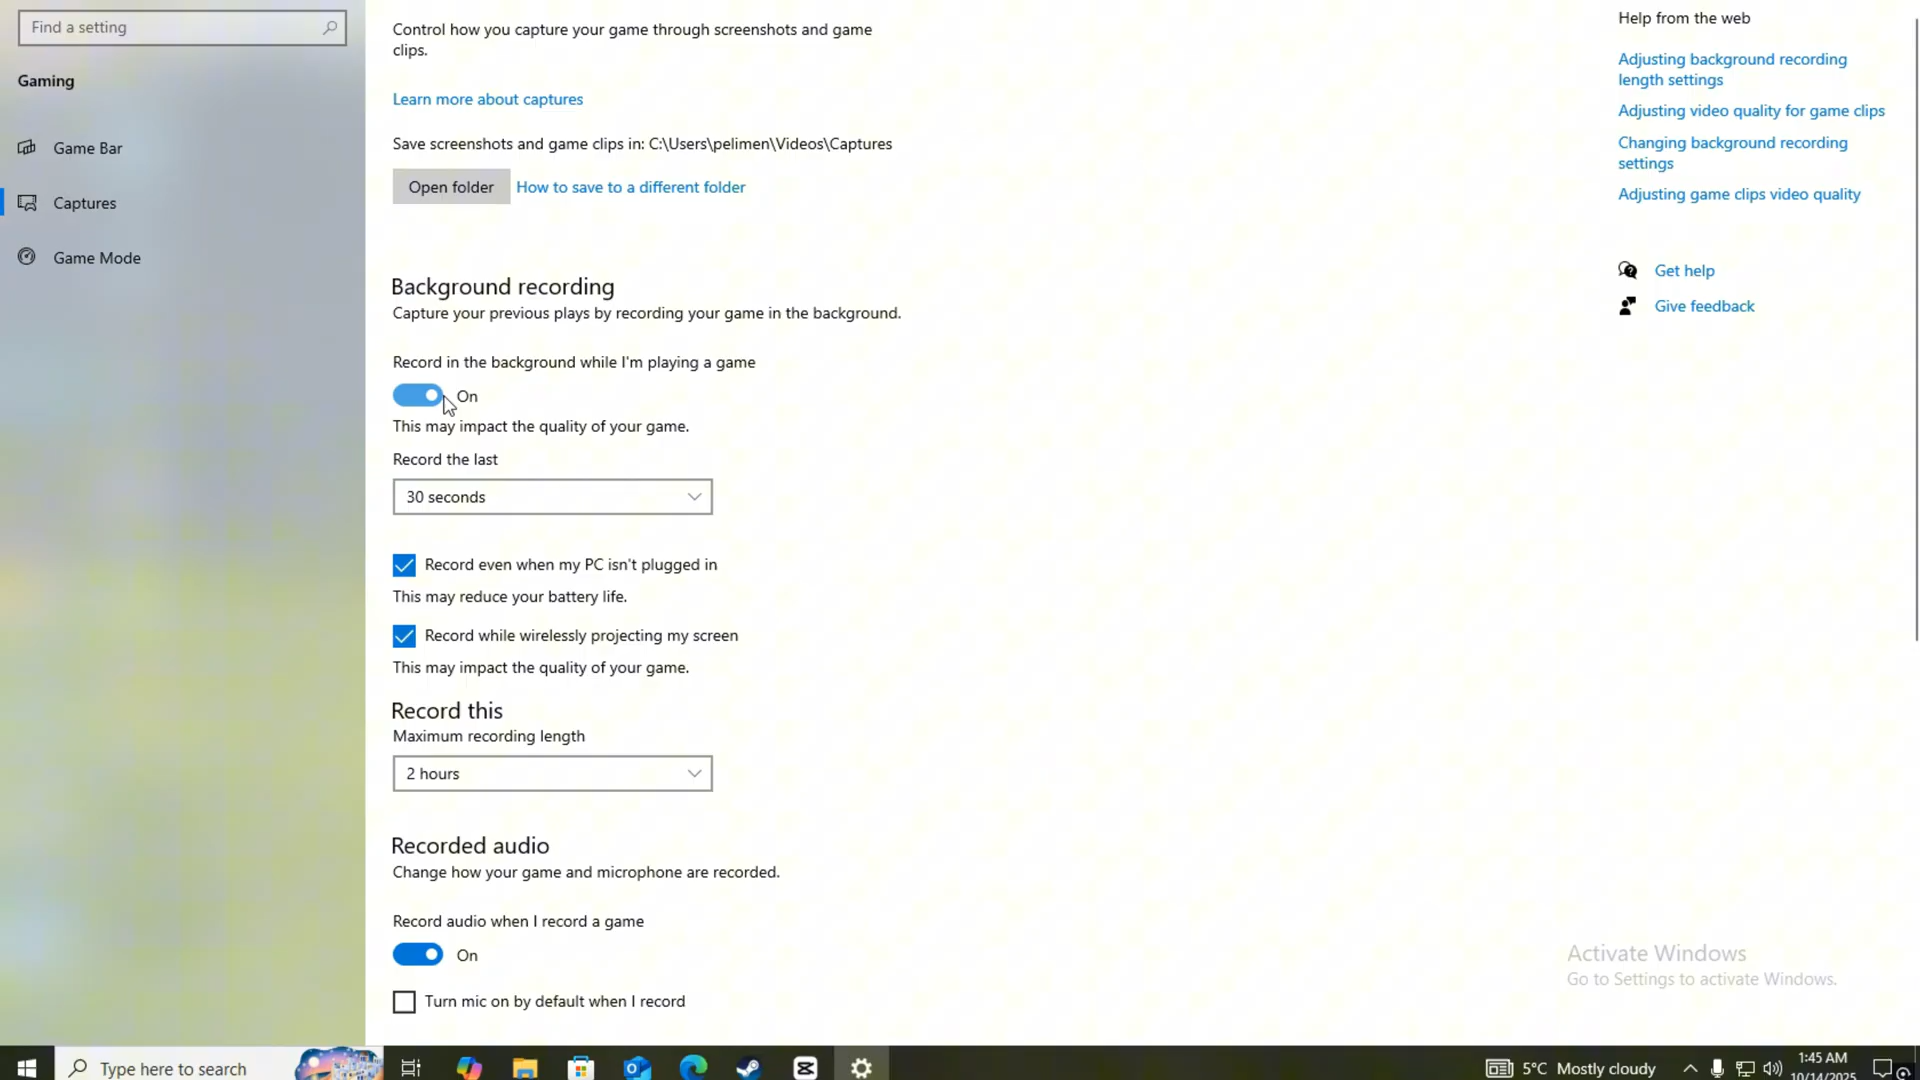 Find a setting
Gaming
Game Bar
Captures
Game Mode
Control how you capture your game through screenshots and game
clips.
Learn more about captures
Save screenshots and game clips in: C:\Users\pelimen\Videos\Captures
Open folder
How to save to a different folder
Background recording
Capture your previous plays by recording your game in the background.
Record in the background while I'm playing a game
On
This may impact the quality of your game.
Record the last
30 seconds
Record even when my PC isn't plugged in
This may reduce your battery life.
Record while wirelessly projecting my screen
This may impact the quality of your game.
Record this
Maximum recording length
2 hours
Recorded audio
Change how your game and microphone are recorded.
Record audio when I record a game
On
Turn mic on by default when I record
Help from the web
Adjusting background recording
length settings
Adjusting video quality for game clips
Changing background recording
settings
Adjusting game clips video quality
Get help
Give feedback
Activate Windows
Go to Settings to activate Windows.
Type here to search
5°C Mostly cloudy
1:45 AM
10/14/2025